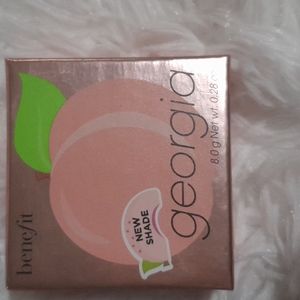 benefit
georgia
8.0 g Net wt. 0.28 oz
NEW
SHADE